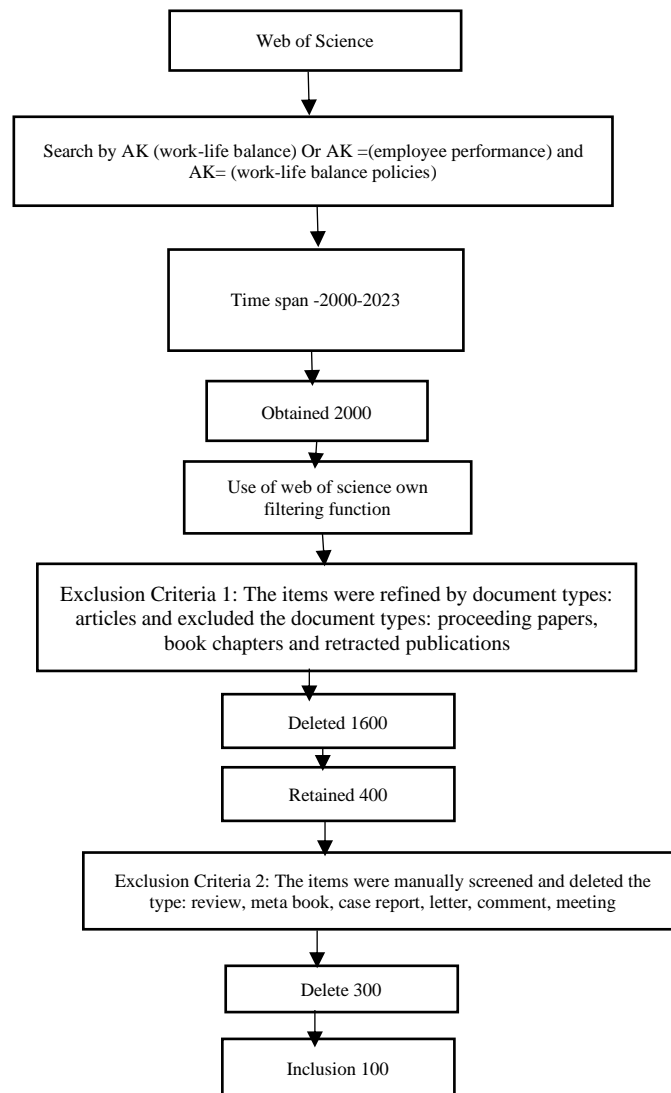 Web of Science
Search by AK (work-life balance) Or AK =(employee performance) and
AK= (work-life balance policies)
Time span -2000-2023
Obtained 2000
Use of web of science own
filtering function
Exclusion Criteria 1: The items were refined by document types:
articles and excluded the document types: proceeding papers,
book chapters and retracted publications
Deleted 1600
Retained 400
Exclusion Criteria 2: The items were manually screened and deleted the
type: review, meta book, case report, letter, comment, meeting
Delete 300
Inclusion 100